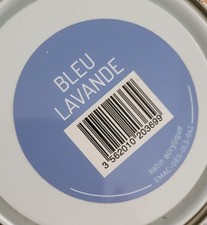 BLEU
LAVANDE
3 562010 203699
satin acrylique